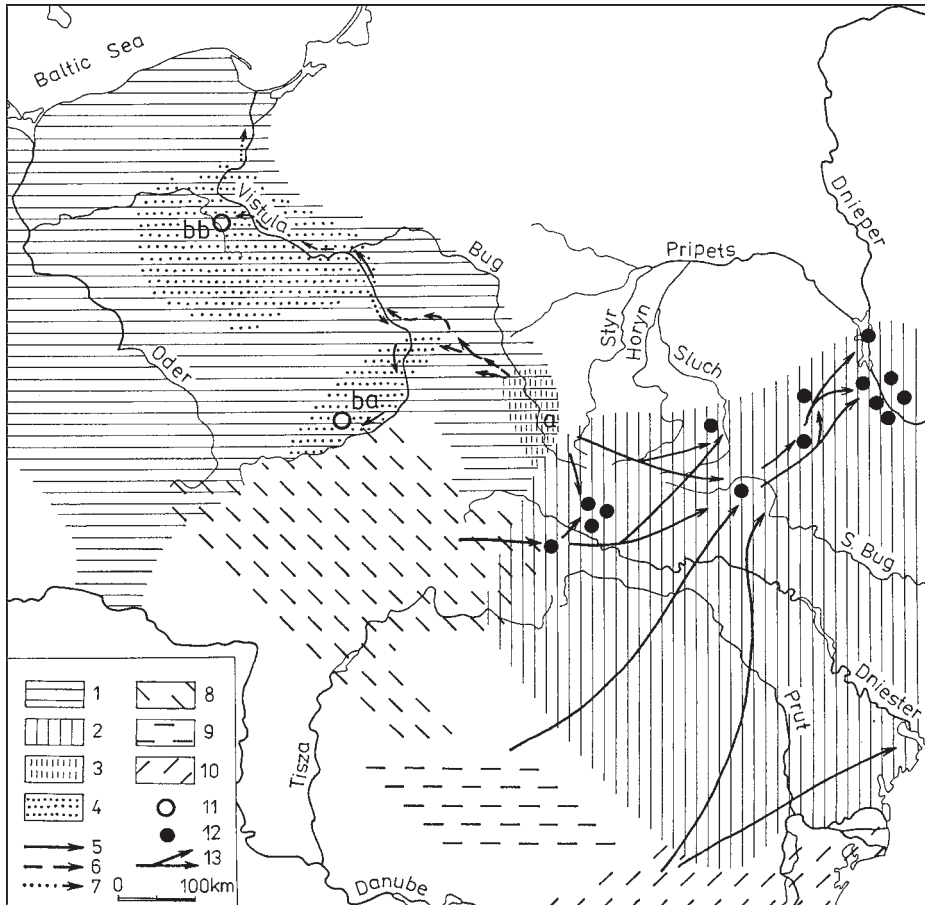 Baltic Sea
Vistula
bb
Bug
Pripets
Dnieper
Styr
Horyn
Sluch
Oder
ba
a
S. Bug
Dniester
Prut
Tisza
Danube
1
2
3
4
5
6
7
0 100km
8
9
10
11
12
13